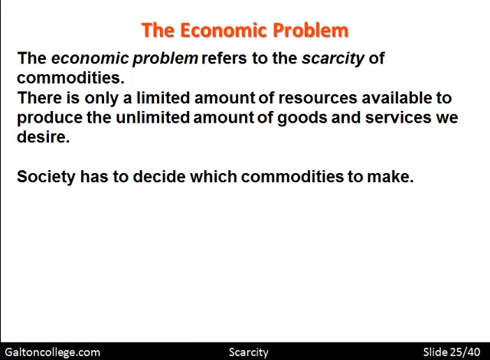 The Economic Problem
The economic problem refers to the scarcity of
commodities.
There is only a limited amount of resources available to
produce the unlimited amount of goods and services we
desire.
Society has to decide which commodities to make.
Galtoncollege.com Scarcity Slide 25/40